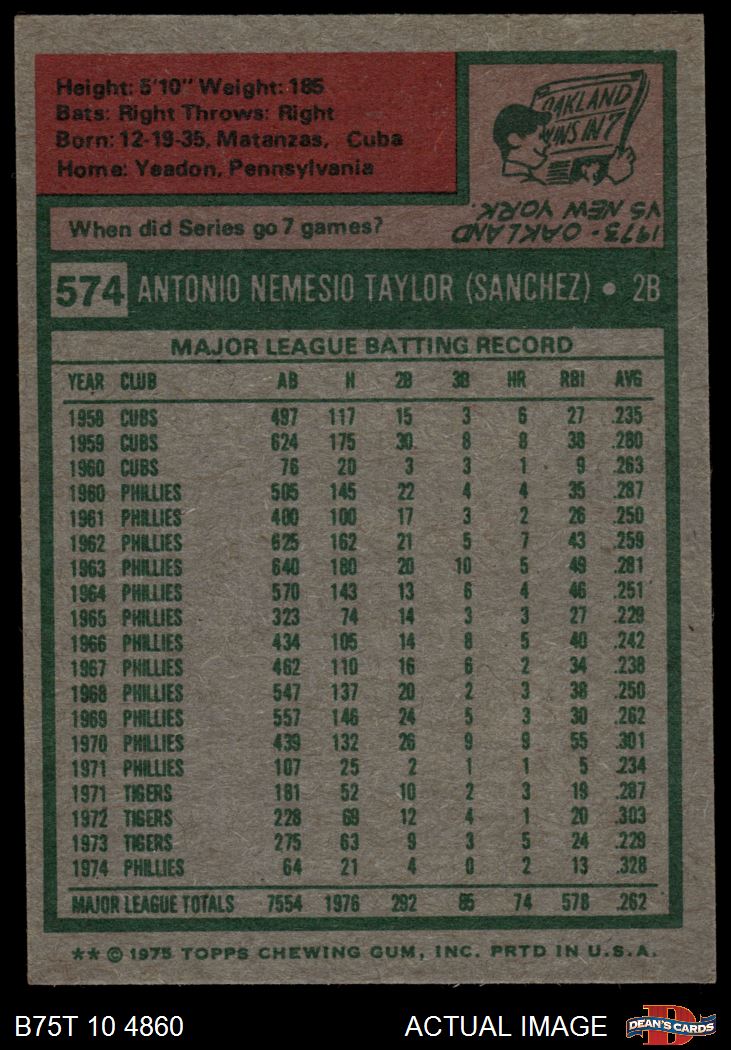 Height: 5'10" Weight: 185
Bats: Right Throws: Right
Born: 12-19-35, Matanzas, Cuba
Home: Yeadon, Pennsylvania
OAKLAND
WINS IN 7
When did Series go 7 games?
1973 - OAKLAND
VS NEW YORK.
574 ANTONIO NEMESIO TAYLOR (SANCHEZ) • 2B
MAJOR LEAGUE BATTING RECORD
YEAR CLUB AB H 2B 3B HR RBI AVG
1958 CUBS 497 117 15 3 6 27 .235
1959 CUBS 624 175 30 8 8 38 .280
1960 CUBS 76 20 3 3 1 9 .263
1960 PHILLIES 505 145 22 4 4 35 .287
1961 PHILLIES 400 100 17 3 2 26 .250
1962 PHILLIES 625 162 21 5 7 43 .259
1963 PHILLIES 640 180 20 10 5 49 .281
1964 PHILLIES 570 143 13 6 4 46 .251
1965 PHILLIES 323 74 14 3 3 27 .229
1966 PHILLIES 434 105 14 8 5 40 .242
1967 PHILLIES 462 110 16 6 2 34 .238
1968 PHILLIES 547 137 20 2 3 38 .250
1969 PHILLIES 557 146 24 5 3 30 .262
1970 PHILLIES 439 132 26 9 9 55 .301
1971 PHILLIES 107 25 2 1 1 5 .234
1971 TIGERS 181 52 10 2 3 19 .287
1972 TIGERS 228 69 12 4 1 20 .303
1973 TIGERS 275 63 9 3 5 24 .229
1974 PHILLIES 64 21 4 0 2 13 .328
MAJOR LEAGUE TOTALS 7554 1976 292 85 74 578 .262
** © 1975 TOPPS CHEWING GUM, INC. PRTD IN U.S.A.
B75T 10 4860 ACTUAL IMAGE DEAN'S CARDS